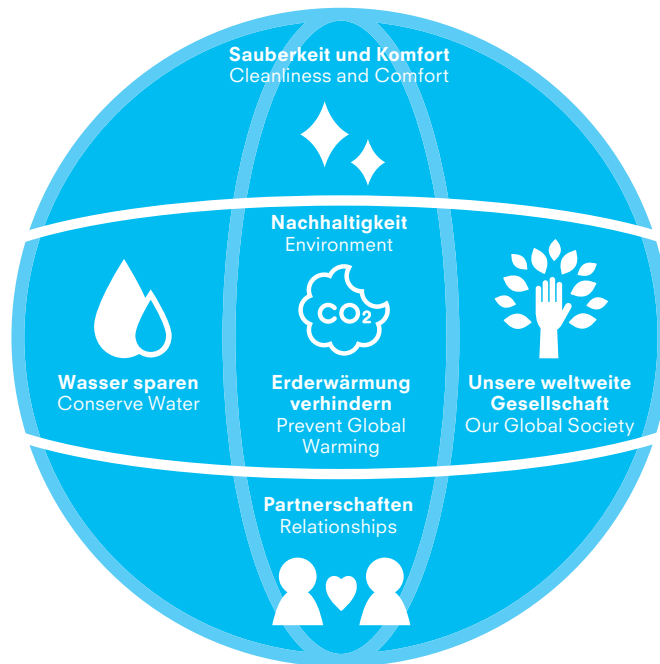 Sauberkeit und Komfort
Cleanliness and Comfort
Nachhaltigkeit
Environment
CO₂
Wasser sparen
Conserve Water
Erderwärmung
verhindern
Prevent Global
Warming
Unsere weltweite
Gesellschaft
Our Global Society
Partnerschaften
Relationships